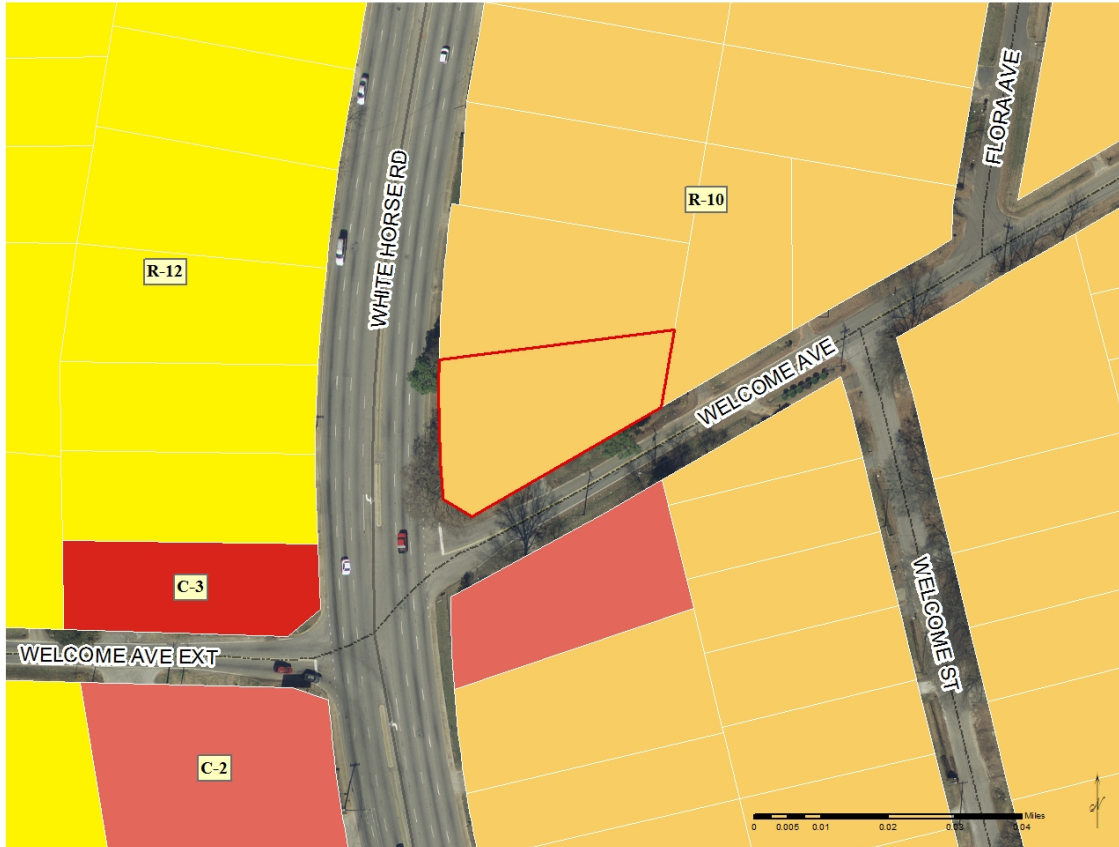 FLORA AVE
WHITE HORSE RD
R-10
R-12
WELCOME AVE
C-3
WELCOME AVE EXT
WELCOME ST
C-2
Miles
0 0.005 0.01 0.02 0.03 0.04
N